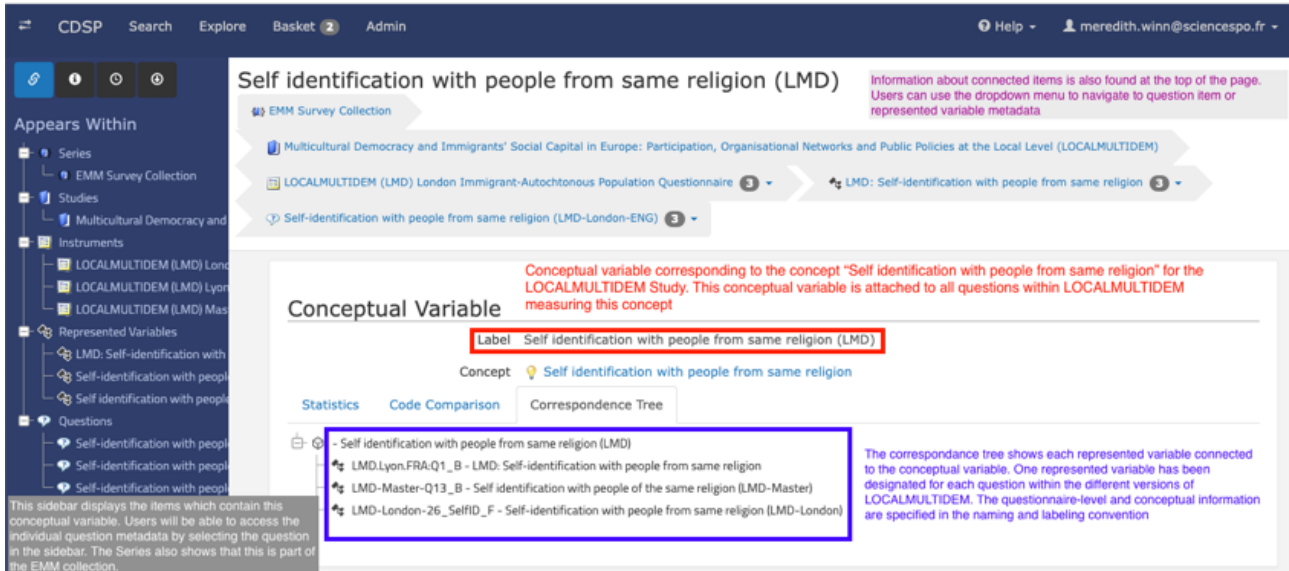 CDSP Search Explore Basket 2 Admin Help meredith.winn@sciencespo.fr
Self identification with people from same religion (LMD)
Information about connected items is also found at the top of the page.
Users can use the dropdown menu to navigate to question item or
represented variable metadata
EMM Survey Collection
Multicultural Democracy and Immigrants' Social Capital in Europe: Participation, Organisational Networks and Public Policies at the Local Level (LOCALMULTIDEM)
LOCALMULTIDEM (LMD) London Immigrant-Autochtonous Population Questionnaire 3
LMD: Self-identification with people from same religion 3
Self-identification with people from same religion (LMD-London-ENG) 3
Appears Within
Series
EMM Survey Collection
Studies
Multicultural Democracy and
Instruments
LOCALMULTIDEM (LMD) Lond
LOCALMULTIDEM (LMD) Lyon
LOCALMULTIDEM (LMD) Mas
Represented Variables
LMD: Self-identification with
Self-identification with peopl
Self identification with people
Questions
Self-identification with peopl
Self-identification with peopl
Self-identification with peopl
This sidebar displays the items which contain this
conceptual variable. Users will be able to access the
individual question metadata by selecting the question
in the sidebar. The Series also shows that this is part of
the EMM collection.
Conceptual variable corresponding to the concept “Self identification with people from same religion” for the
LOCALMULTIDEM Study. This conceptual variable is attached to all questions within LOCALMULTIDEM
measuring this concept
Conceptual Variable
Label Self identification with people from same religion (LMD)
Concept Self identification with people from same religion
Statistics Code Comparison Correspondence Tree
- Self identification with people from same religion (LMD)
LMD.Lyon.FRA:Q1_B - LMD: Self-identification with people from same religion
LMD-Master-Q13_B - Self identification with people of the same religion (LMD-Master)
LMD-London-26_SelfID_F - Self-identification with people from same religion (LMD-London)
The correspondance tree shows each represented variable connected
to the conceptual variable. One represented variable has been
designated for each question within the different versions of
LOCALMULTIDEM. The questionnaire-level and conceptual information
are specified in the naming and labeling convention